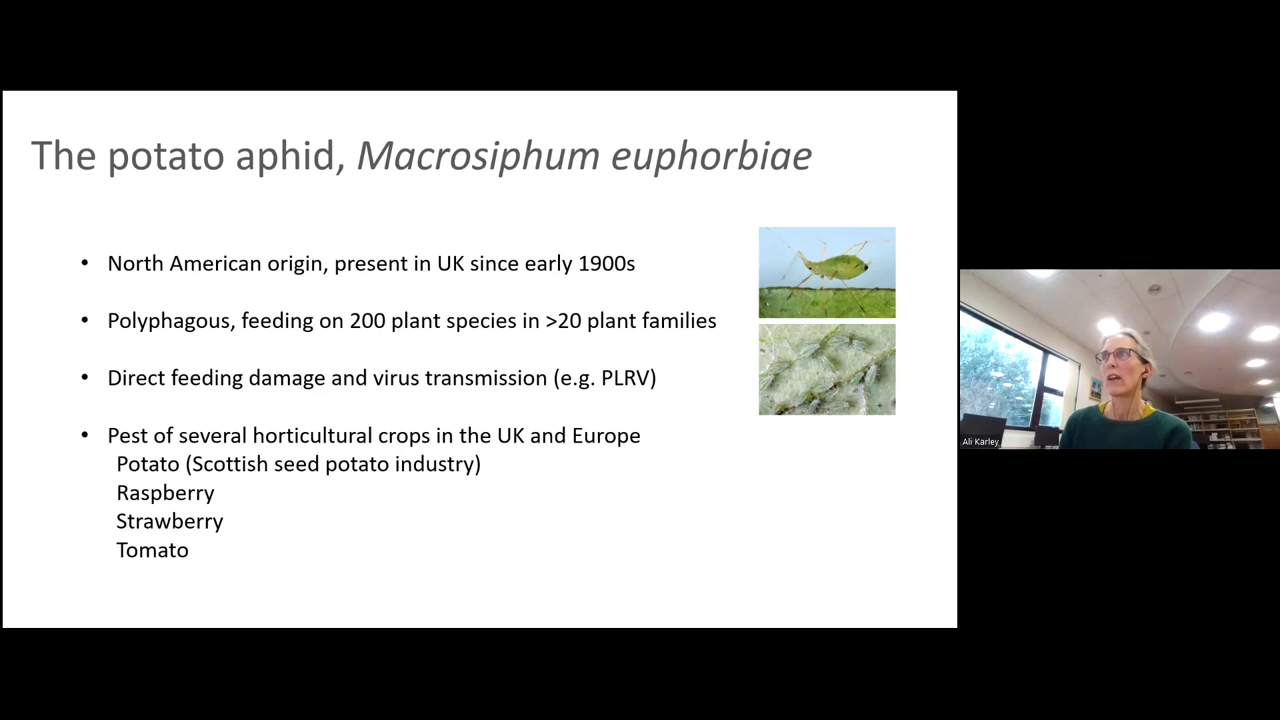 The potato aphid, Macrosiphum euphorbiae
• North American origin, present in UK since early 1900s
• Polyphagous, feeding on 200 plant species in >20 plant families
• Direct feeding damage and virus transmission (e.g. PLRV)
• Pest of several horticultural crops in the UK and Europe
Potato (Scottish seed potato industry)
Raspberry
Strawberry
Tomato
Ali Karley